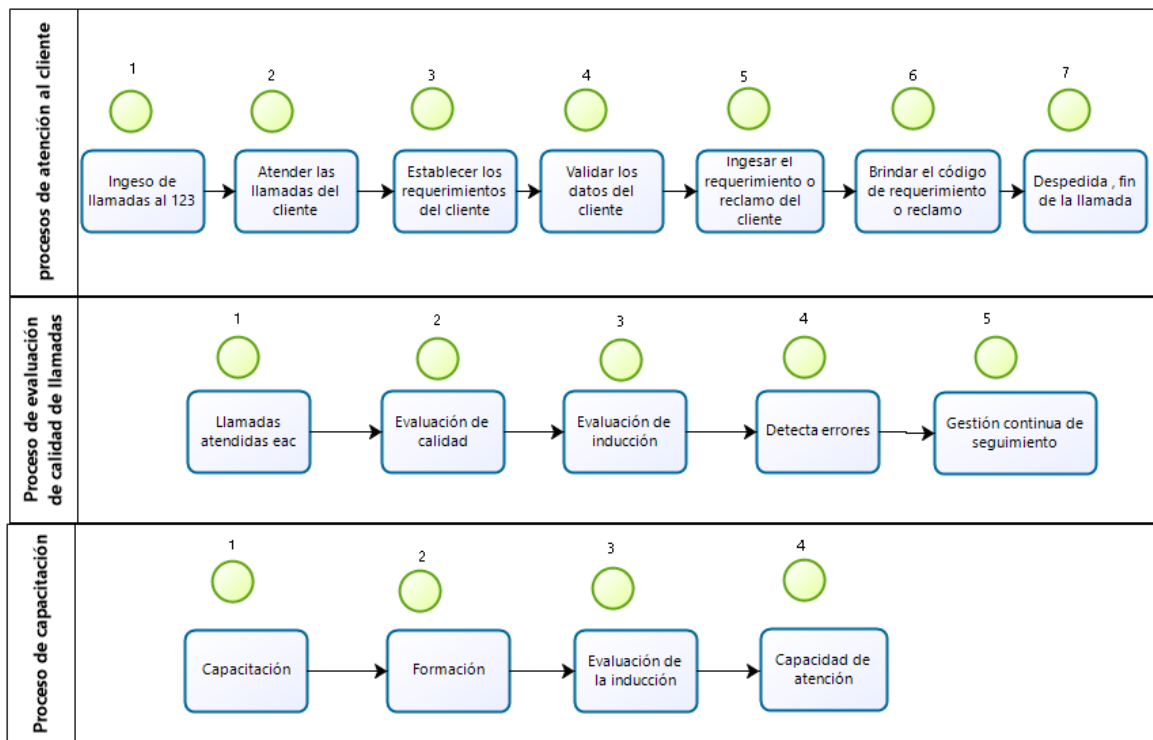 procesos de atención al cliente
1
2
3
4
5
6
7
Ingeso de
llamadas al 123
Atender las
llamadas del
cliente
Establecer los
requerimientos
del cliente
Validar los
datos del
cliente
Ingesar el
requerimiento o
reclamo del
cliente
Brindar el código
de requerimiento
o reclamo
Despedida , fin
de la llamada
Proceso de evaluación
de calidad de llamadas
1
2
3
4
5
Llamadas
atendidas eac
Evaluación de
calidad
Evaluación de
inducción
Detecta errores
Gestión continua de
seguimiento
Proceso de capacitación
1
2
3
4
Capacitación
Formación
Evaluación de
la inducción
Capacidad de
atención